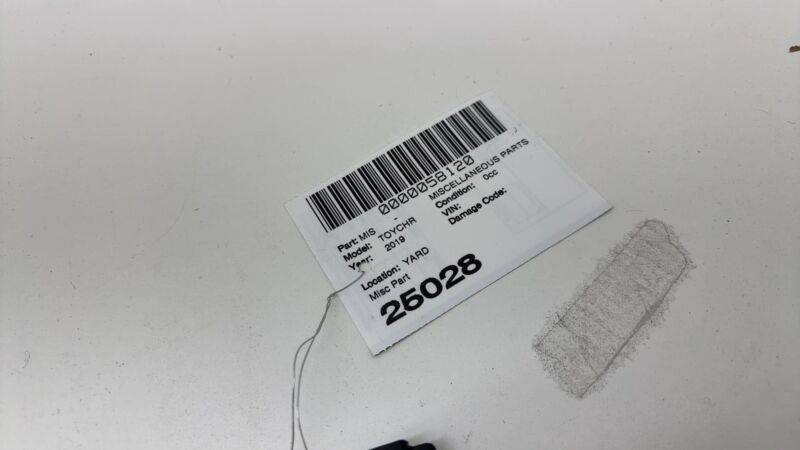 0000058120
Part: MIS - MISCELLANEOUS PARTS
Model: TOYCHR Condition: 0cc
Year: 2019 VIN:
Damage Code:
Location: YARD
Misc Part
25028